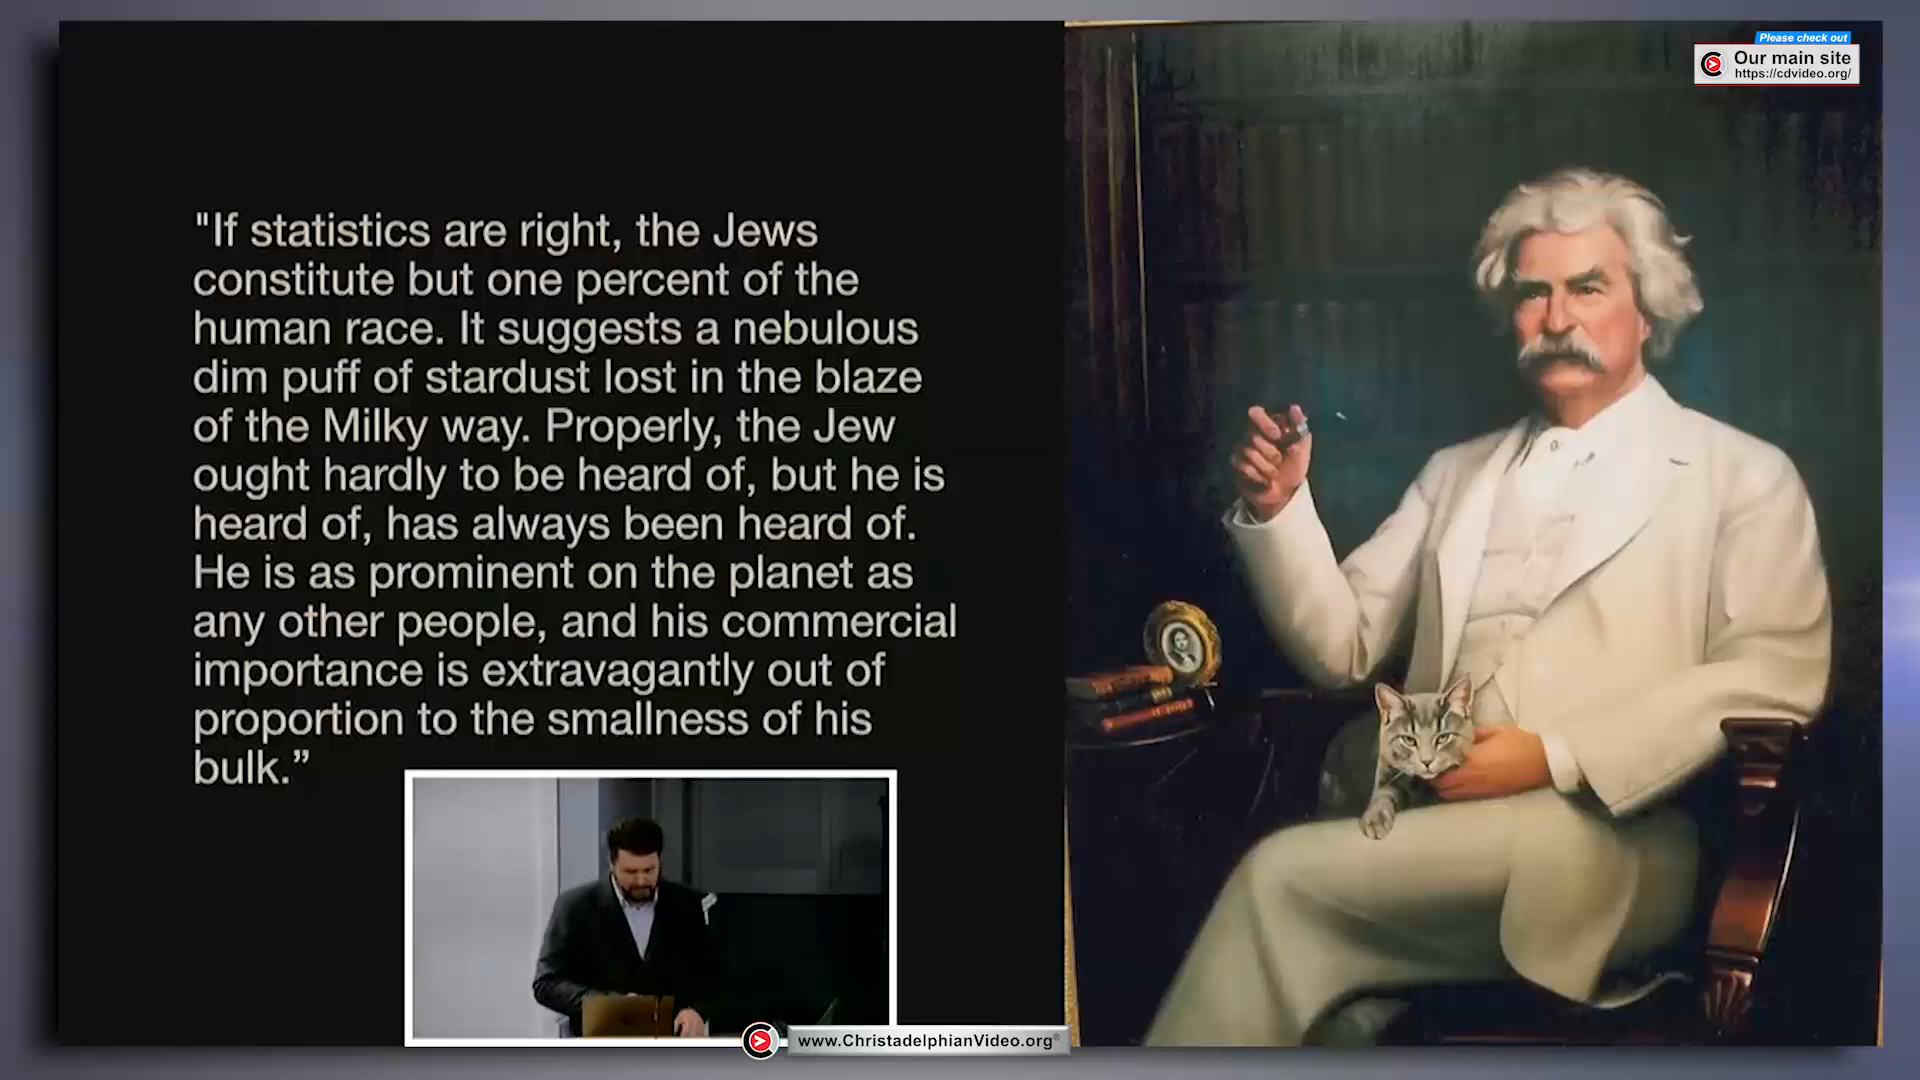 Please check out
Our main site
https://cdvideo.org/
"If statistics are right, the Jews
constitute but one percent of the
human race. It suggests a nebulous
dim puff of stardust lost in the blaze
of the Milky way. Properly, the Jew
ought hardly to be heard of, but he is
heard of, has always been heard of.
He is as prominent on the planet as
any other people, and his commercial
importance is extravagantly out of
proportion to the smallness of his
bulk.”
www.ChristadelphianVideo.org®